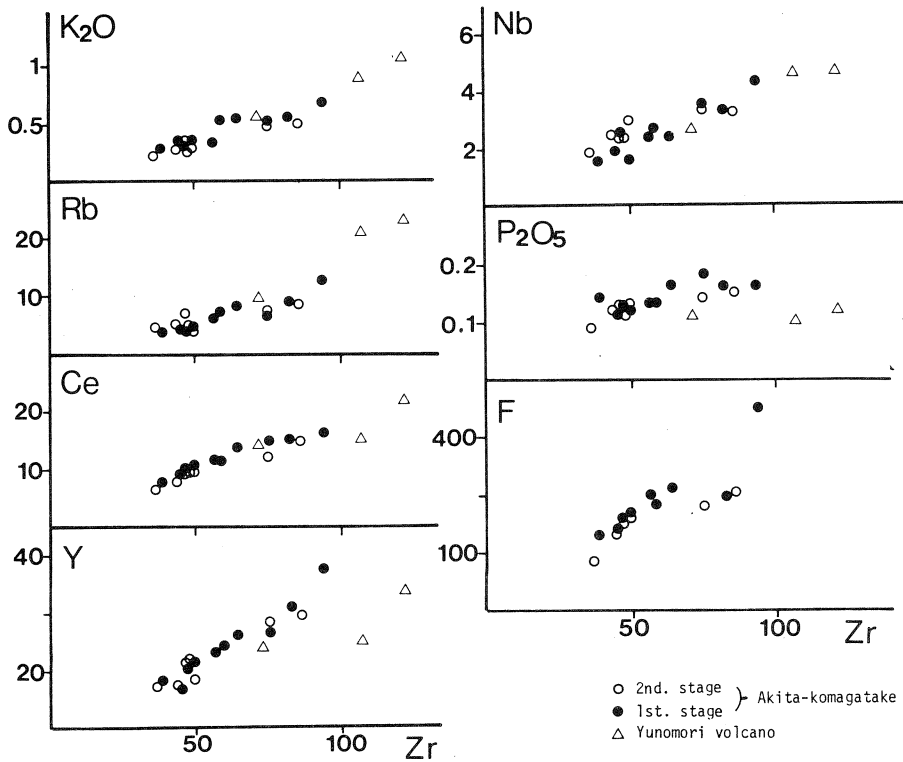 K2O
1
0.5
Rb
20
10
Ce
20
10
Y
40
20
50
100
Zr
Nb
6
4
2
P2O5
0.2
0.1
F
400
100
50
100
Zr
2nd. stage
1st. stage
Akita-komagatake
Yunomori volcano